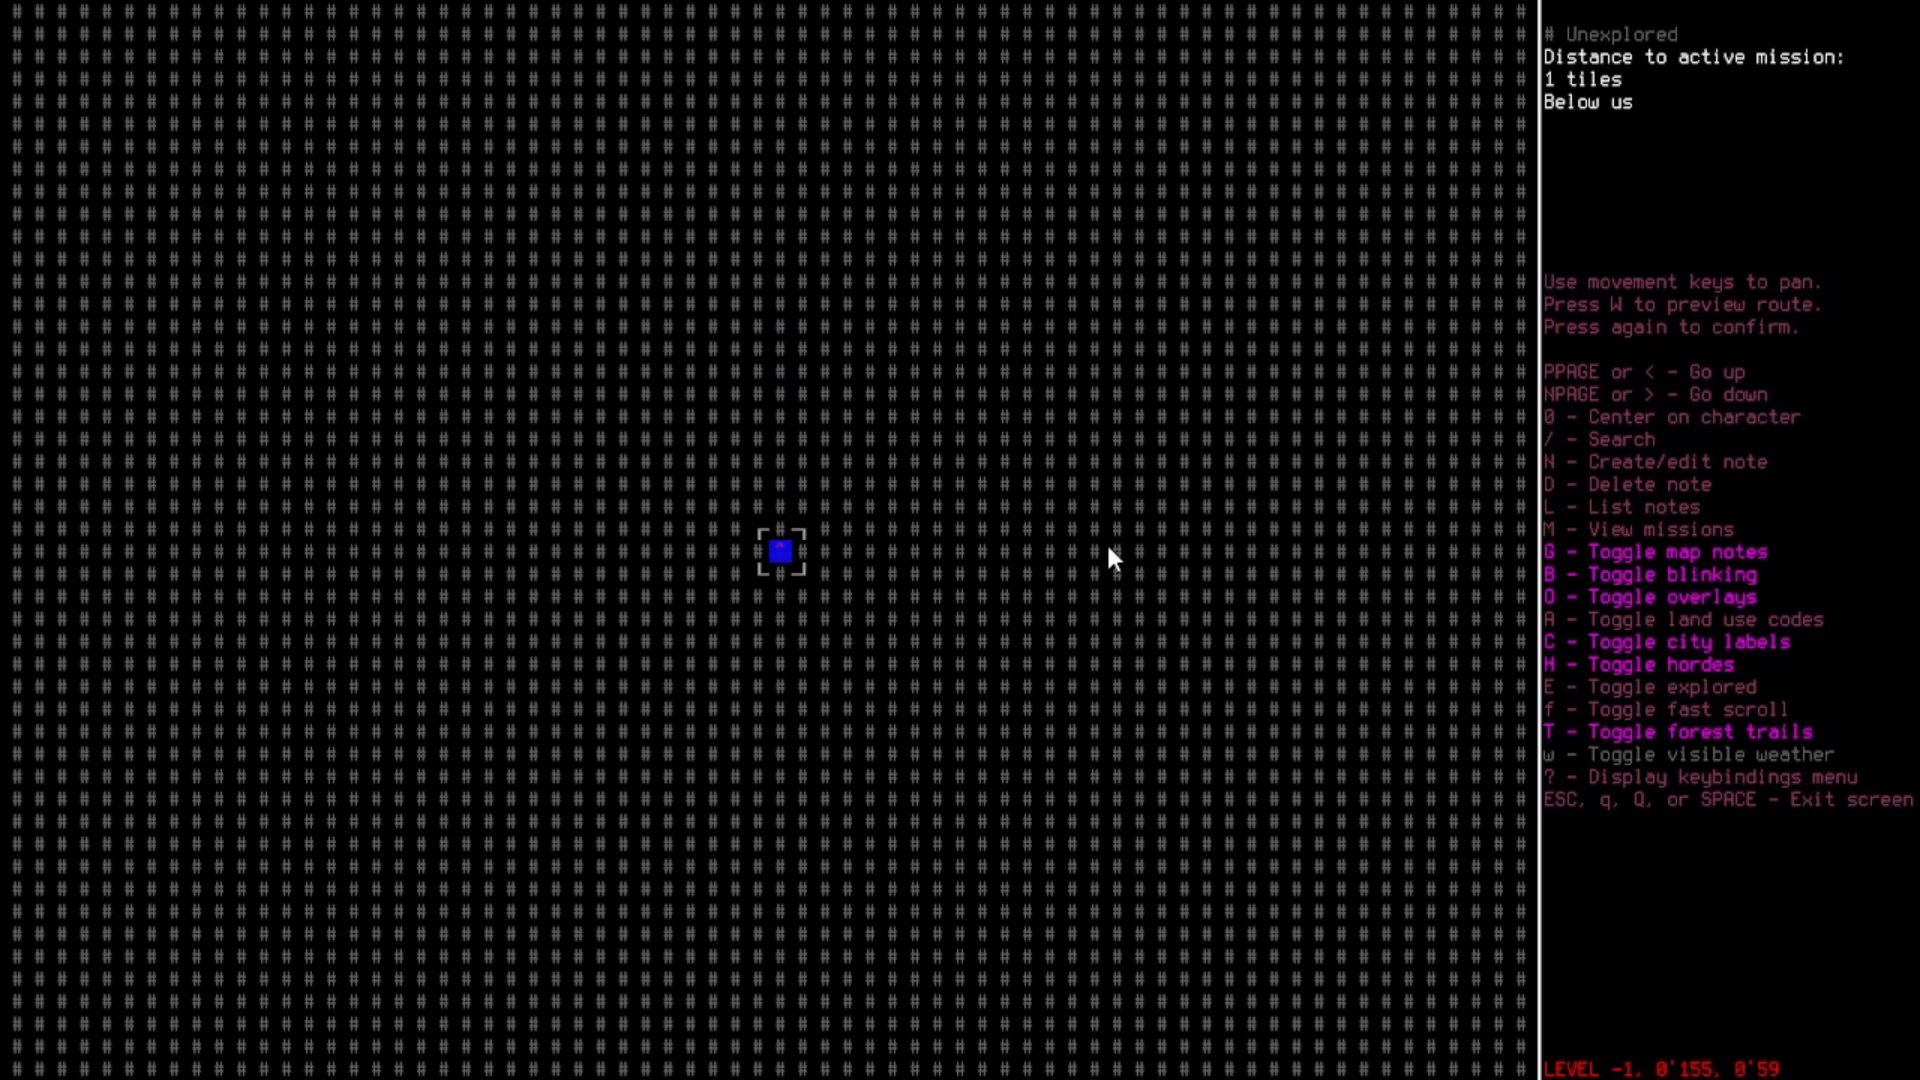 # Unexplored
Distance to active mission:
1 tiles
Below us
Use movement keys to pan.
Press W to preview route.
Press again to confirm.
PPAGE or < - Go up
NPAGE or > - Go down
0 - Center on character
/ - Search
N - Create/edit note
D - Delete note
L - List notes
M - View missions
G - Toggle map notes
B - Toggle blinking
O - Toggle overlays
A - Toggle land use codes
C - Toggle city labels
H - Toggle hordes
E - Toggle explored
f - Toggle fast scroll
T - Toggle forest trails
w - Toggle visible weather
? - Display keybindings menu
ESC, q, Q, or SPACE - Exit screen
LEVEL -1, 0'155, 0'59